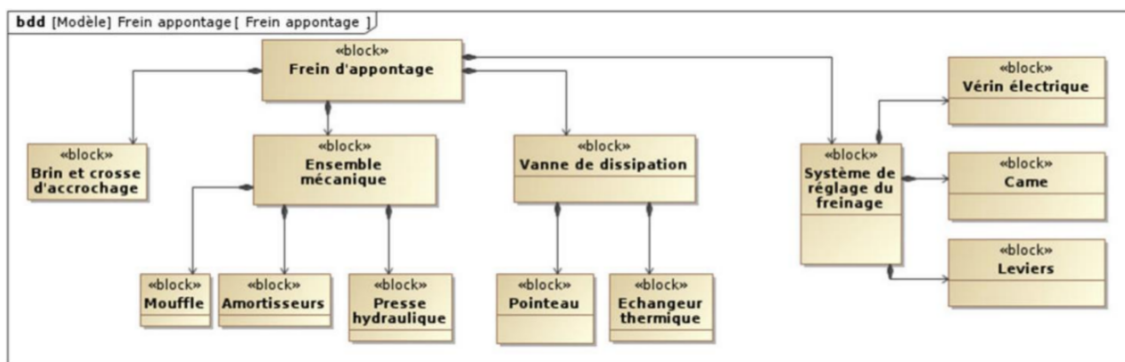 bdd [Modèle] Frein appontage [ Frein appontage ]
«block»
Frein d'appontage
«block»
Brin et crosse
d'accrochage
«block»
Ensemble
mécanique
«block»
Vanne de dissipation
«block»
Système de
réglage du
freinage
«block»
Vérin électrique
«block»
Came
«block»
Leviers
«block»
Mouffle
«block»
Amortisseurs
«block»
Presse
hydraulique
«block»
Pointeau
«block»
Echangeur
thermique